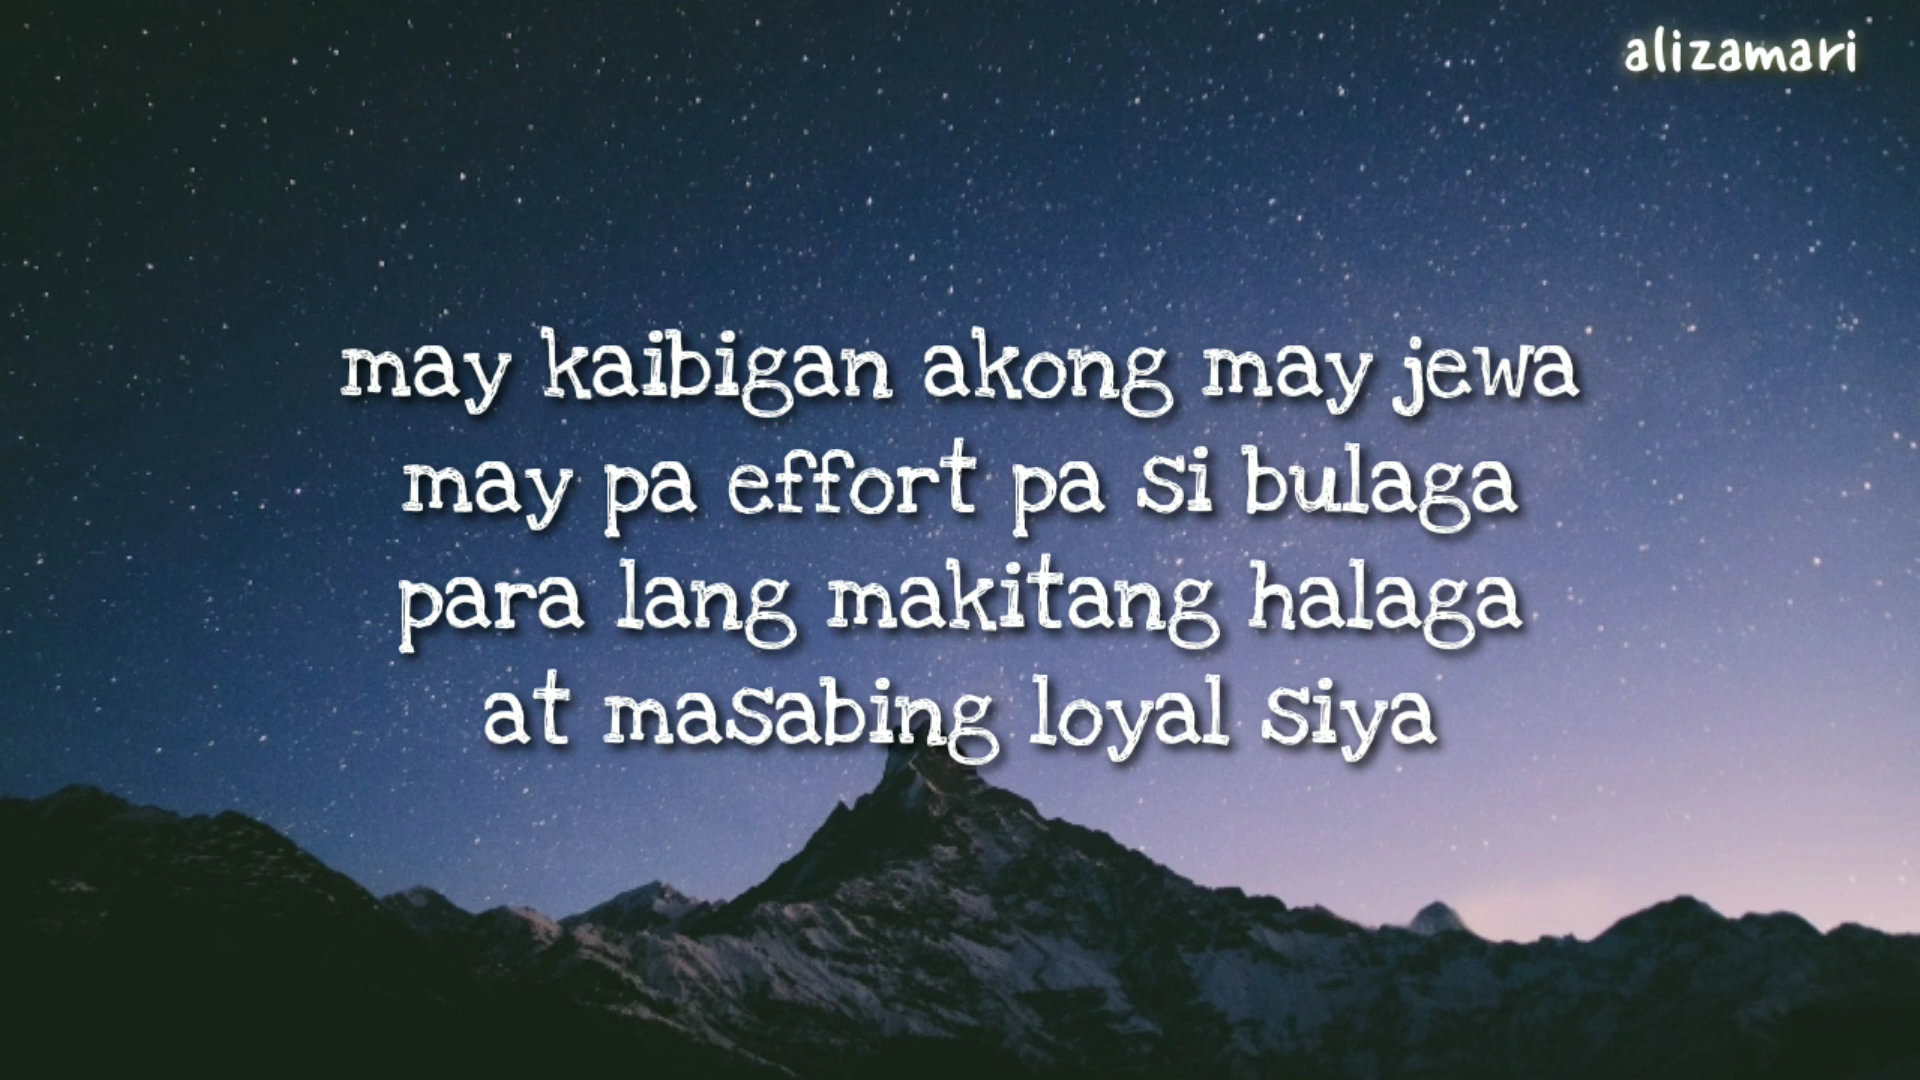 alizamari
may kaibigan akong may jewa
may pa effort pa si bulaga
para lang makitang halaga
at masabing loyal siya